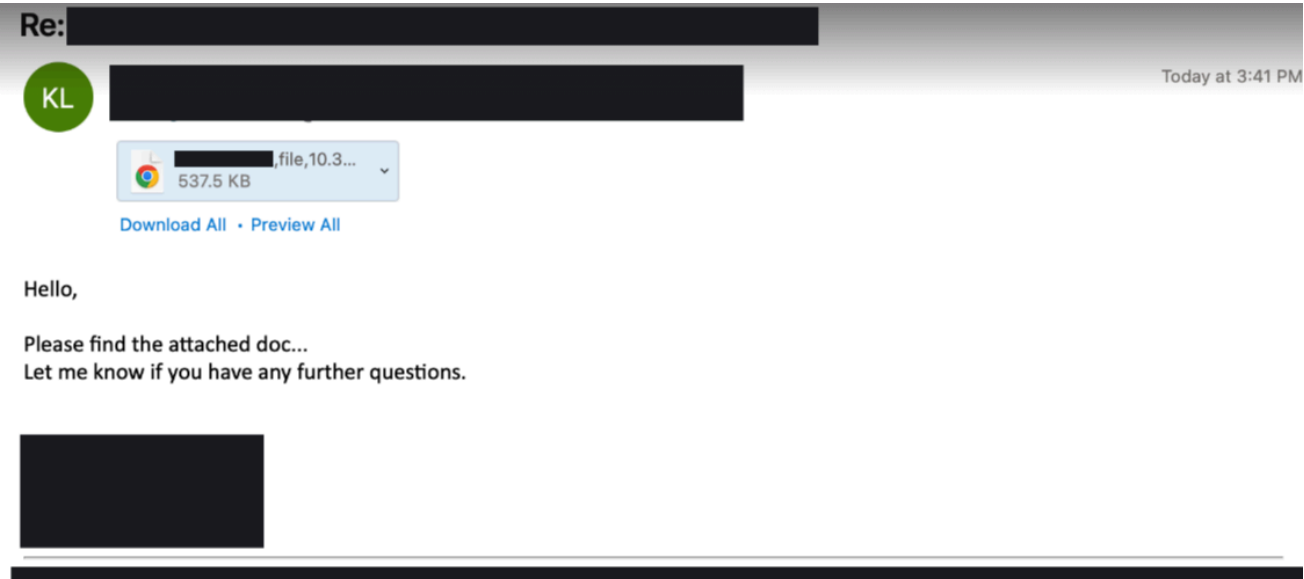 Re:
KL
Today at 3:41 PM
,file,10.3...
537.5 KB
Download All • Preview All
Hello,
Please find the attached doc...
Let me know if you have any further questions.